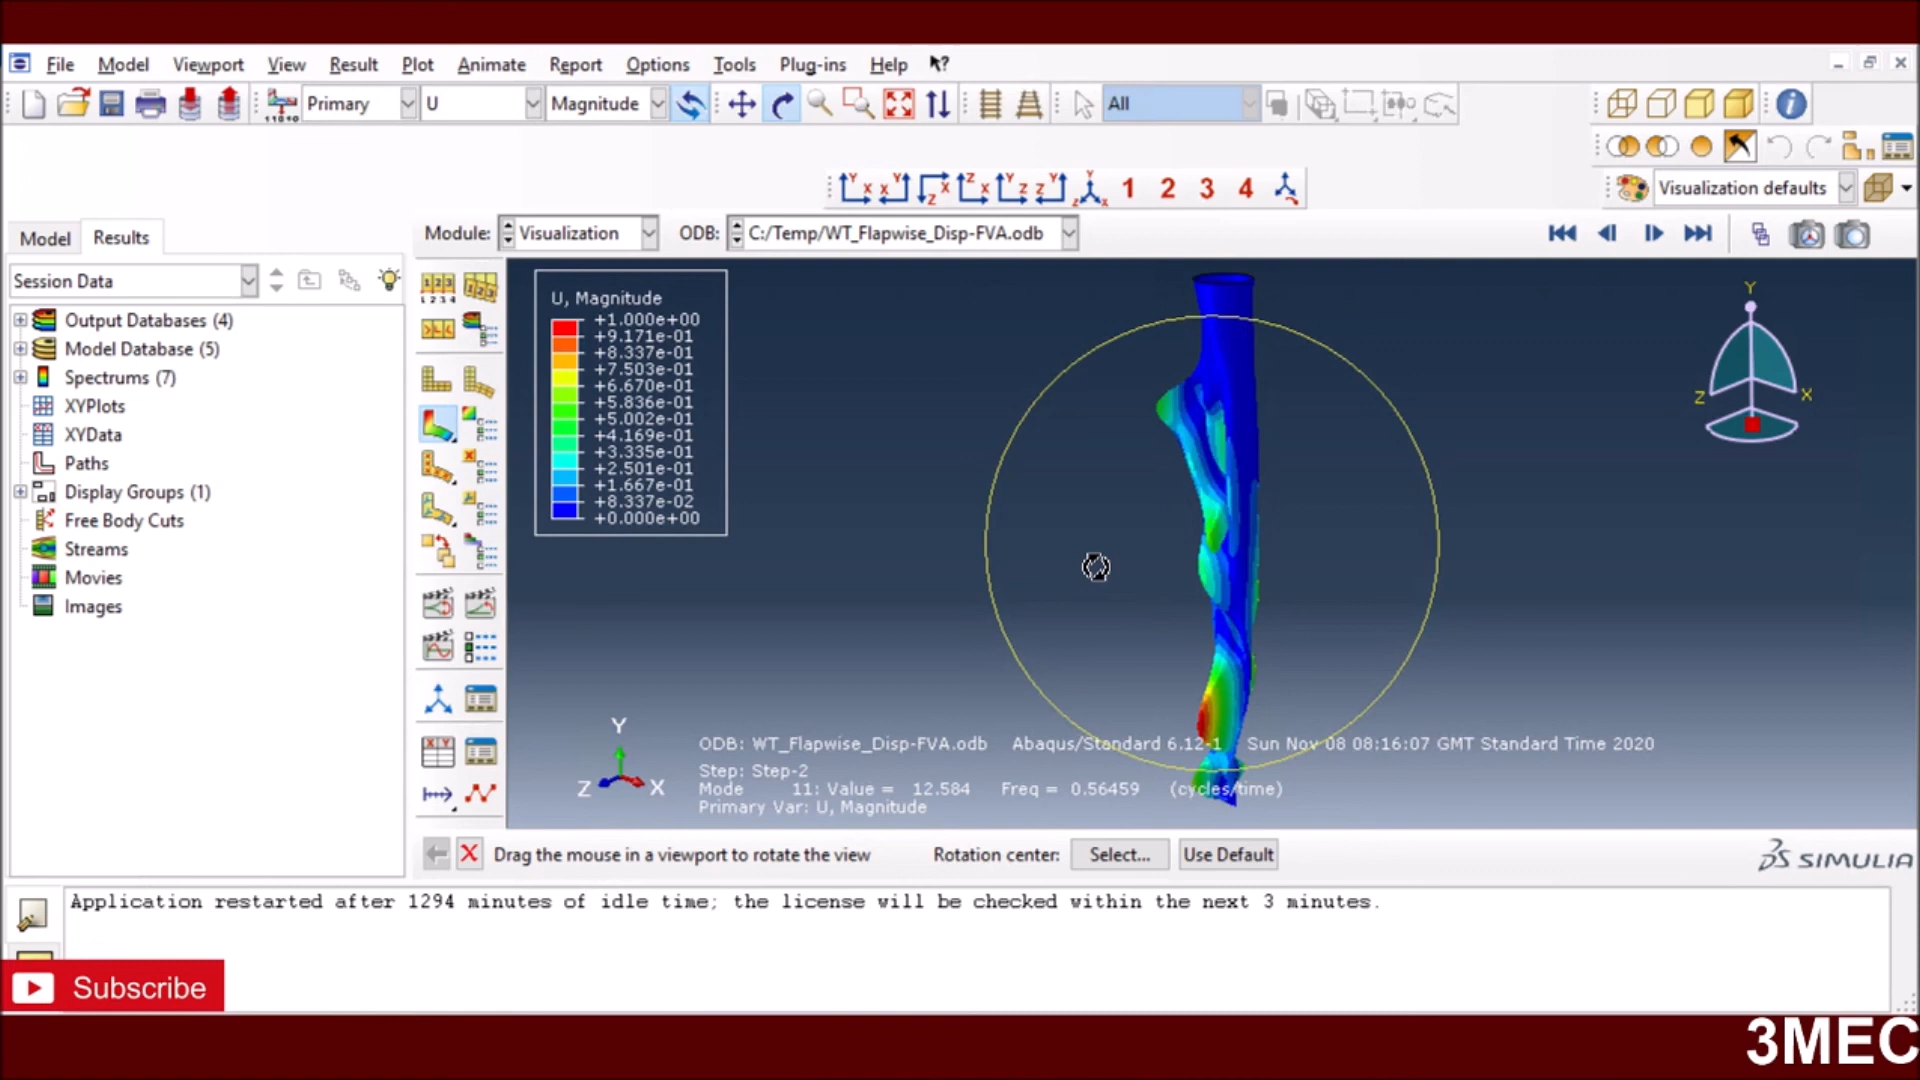 File Model Viewport View Result Plot Animate Report Options Tools Plug-ins Help
Primary U Magnitude All
1 2 3 4
Visualization defaults
Model Results
Module: Visualization ODB: C:/Temp/WT_Flapwise_Disp-FVA.odb
Session Data
Output Databases (4)
Model Database (5)
Spectrums (7)
XYPlots
XYData
Paths
Display Groups (1)
Free Body Cuts
Streams
Movies
Images
U, Magnitude
+1.000e+00
+9.171e-01
+8.337e-01
+7.503e-01
+6.670e-01
+5.836e-01
+5.002e-01
+4.169e-01
+3.335e-01
+2.501e-01
+1.667e-01
+8.337e-02
+0.000e+00
Y
Z X
Y
Z X
ODB: WT_Flapwise_Disp-FVA.odb Abaqus/Standard 6.12-1 Sun Nov 08 08:16:07 GMT Standard Time 2020
Step: Step-2
Mode 11: Value = 12.584 Freq = 0.56459 (cycles/time)
Primary Var: U, Magnitude
Drag the mouse in a viewport to rotate the view Rotation center: Select... Use Default
SIMULIA
Application restarted after 1294 minutes of idle time; the license will be checked within the next 3 minutes.
Subscribe
3MEC